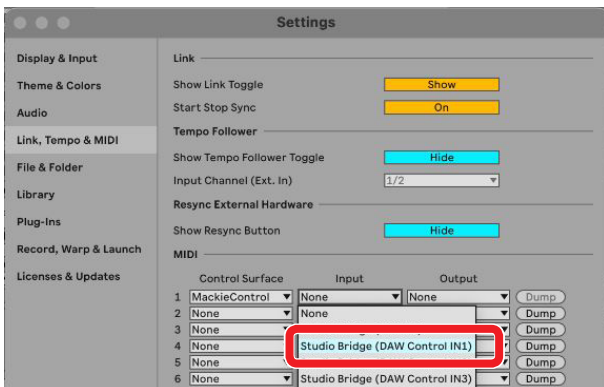 Settings
Display & Input
Theme & Colors
Audio
Link, Tempo & MIDI
File & Folder
Library
Plug-Ins
Record, Warp & Launch
Licenses & Updates
Link
Show Link Toggle Show
Start Stop Sync On
Tempo Follower
Show Tempo Follower Toggle Hide
Input Channel (Ext. In) 1/2
Resync External Hardware
Show Resync Button Hide
MIDI
Control Surface Input Output
1 MackieControl None None Dump
2 None None Dump
3 None Dump
4 None Studio Bridge (DAW Control IN1) Dump
5 None Dump
6 None Studio Bridge (DAW Control IN3) Dump